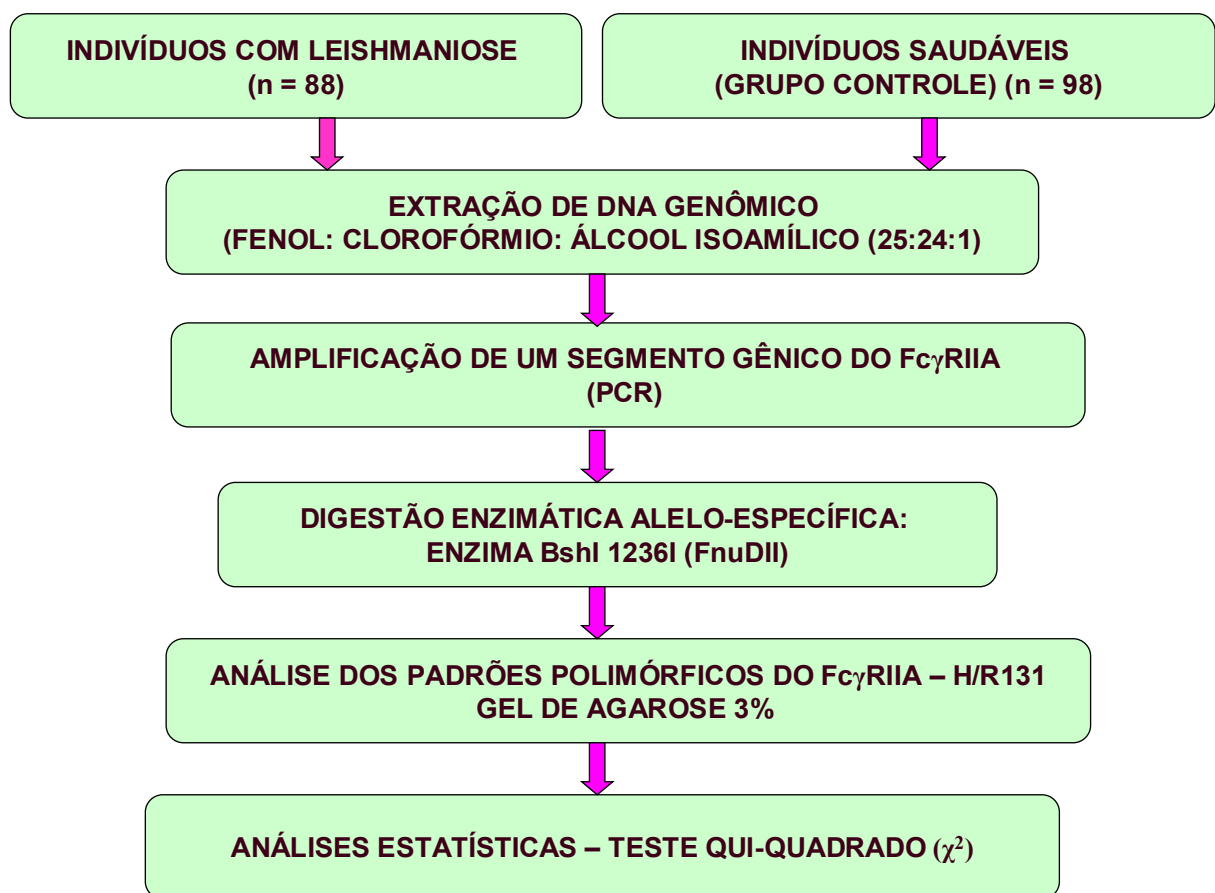 INDIVÍDUOS COM LEISHMANIOSE
(n = 88)
INDIVÍDUOS SAUDÁVEIS
(GRUPO CONTROLE) (n = 98)
EXTRAÇÃO DE DNA GENÔMICO
(FENOL: CLOROFÓRMIO: ÁLCOOL ISOAMÍLICO (25:24:1)
AMPLIFICAÇÃO DE UM SEGMENTO GÊNICO DO FcγRIIA
(PCR)
DIGESTÃO ENZIMÁTICA ALELO-ESPECÍFICA:
ENZIMA BshI 1236I (FnuDII)
ANÁLISE DOS PADRÕES POLIMÓRFICOS DO FcγRIIA – H/R131
GEL DE AGAROSE 3%
ANÁLISES ESTATÍSTICAS – TESTE QUI-QUADRADO (χ²)